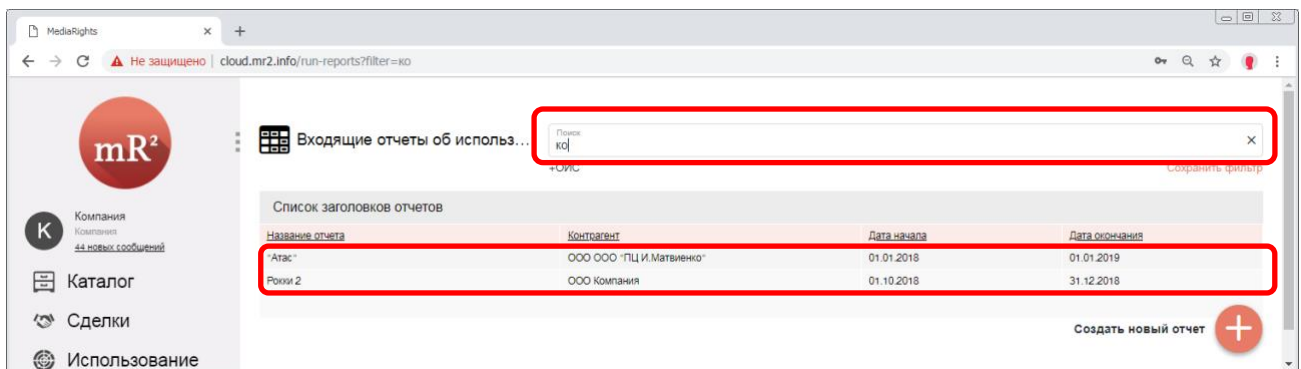 MediaRights
Не защищено | cloud.mr2.info/run-reports?filter=ко
mR²
Входящие отчеты об использ...
Поиск
ко
+ОИС
Сохранить фильтр
К
Компания
Компания
44 новых сообщений
Список заголовков отчетов
Название отчета Контрагент Дата начала Дата окончания
"Атас" ООО ООО "ПЦ И.Матвиенко" 01.01.2018 01.01.2019
Рокки 2 ООО Компания 01.10.2018 31.12.2018
Каталог
Сделки
Использование
Создать новый отчет